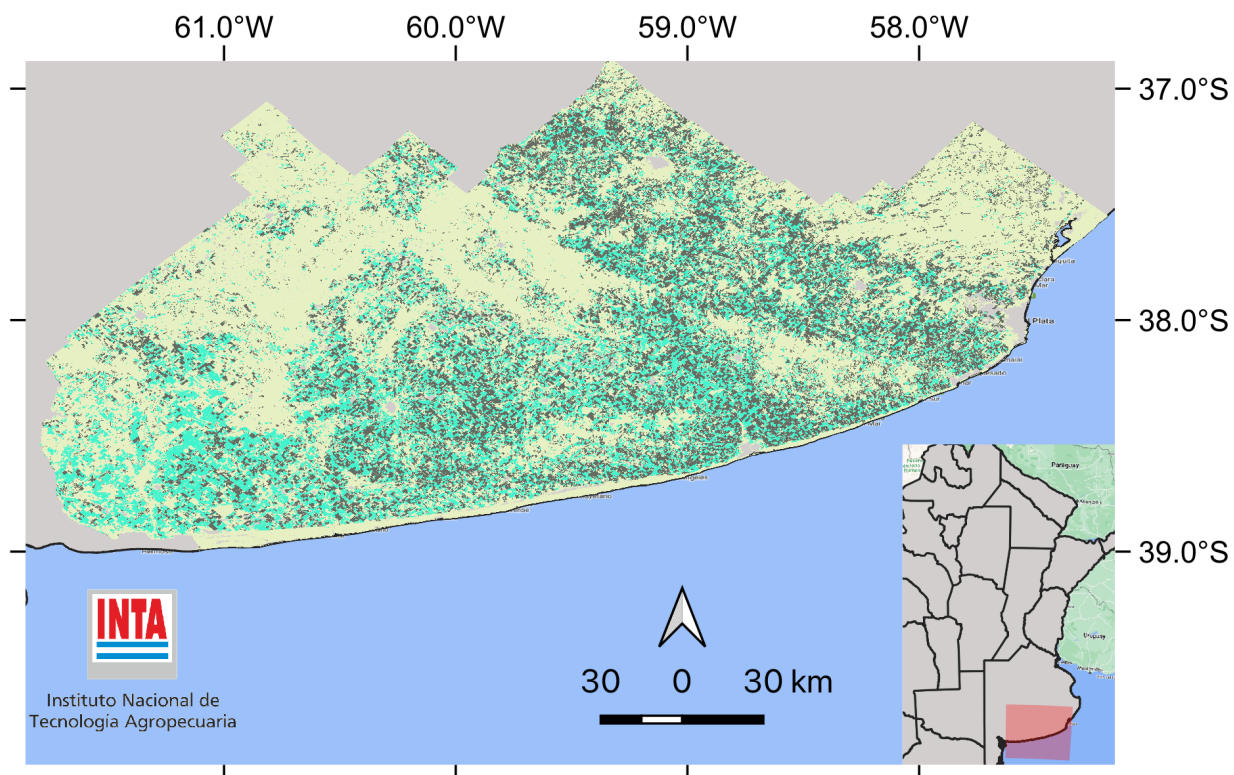 61.0°W 60.0°W 59.0°W 58.0°W
37.0°S
38.0°S
39.0°S
Plata
Mar
INTA
Instituto Nacional de
Tecnología Agropecuaria
30 0 30 km
Paraguay
Uruguay